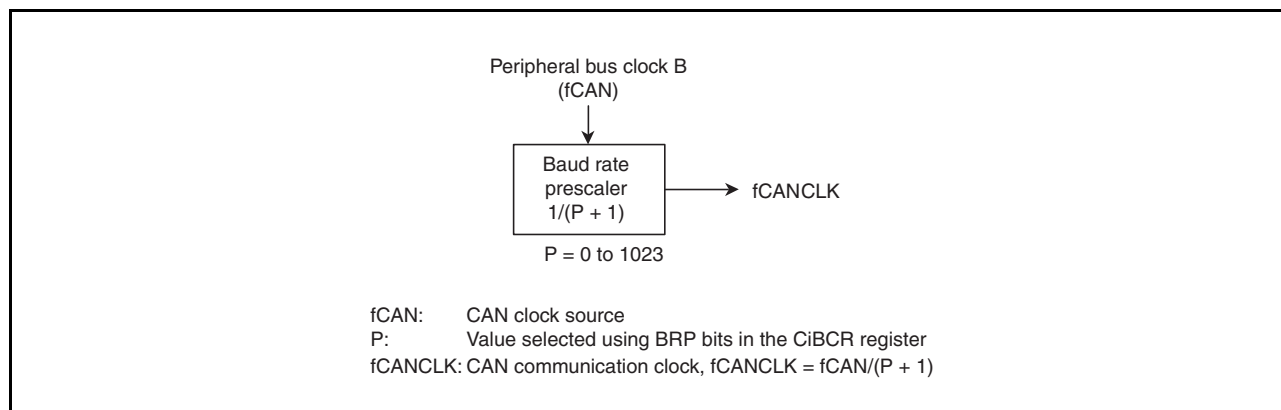 Peripheral bus clock B
(fCAN)
Baud rate
prescaler
1/(P + 1)
fCANCLK
P = 0 to 1023
fCAN: CAN clock source
P: Value selected using BRP bits in the CiBCR register
fCANCLK: CAN communication clock, fCANCLK = fCAN/(P + 1)